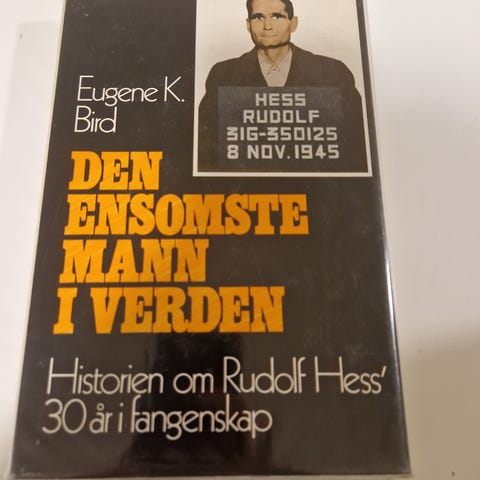 HESS
RUDOLF
31G-350125
8 NOV. 1945
Eugene K.
Bird
DEN
ENSOMSTE
MANN
I VERDEN
Historien om Rudolf Hess'
30 år i fangenskap